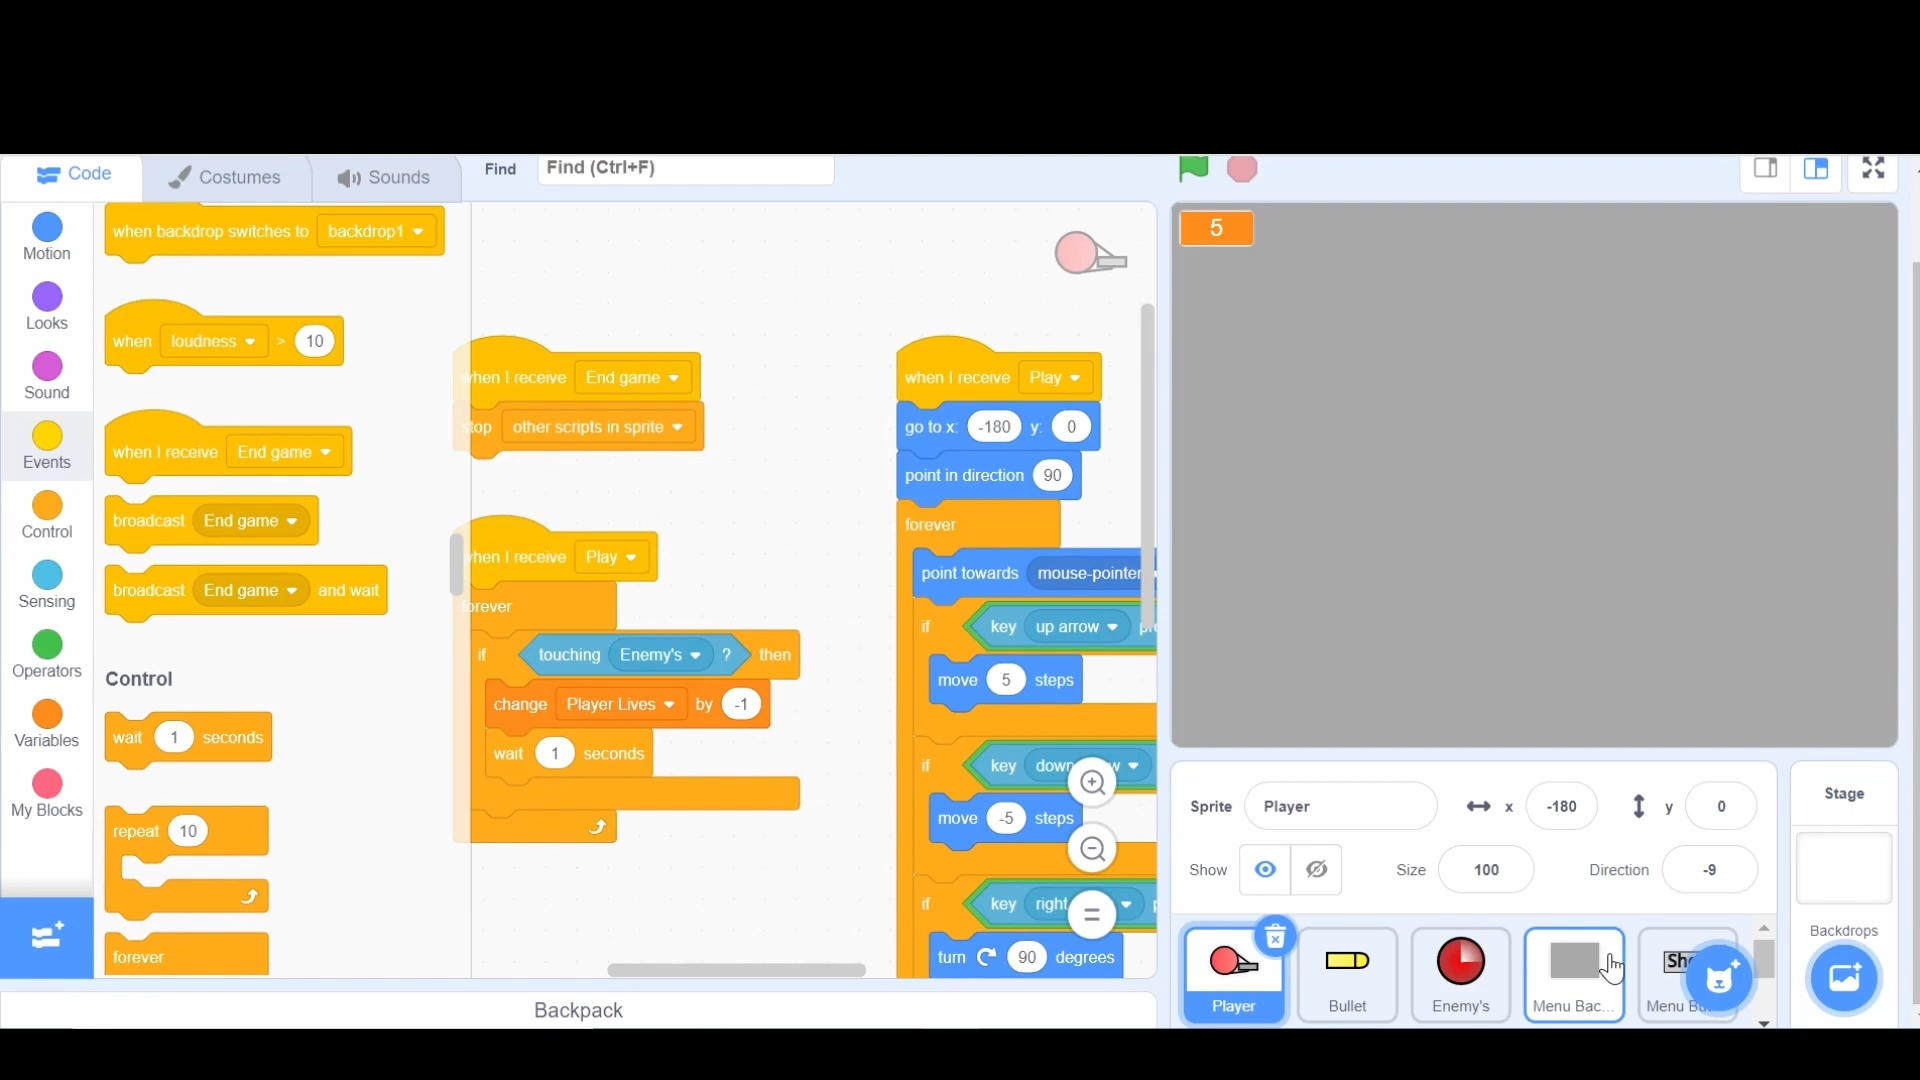 Code
Costumes
Sounds
Find
Find (Ctrl+F)
Motion
Looks
Sound
Events
Control
Sensing
Operators
Variables
My Blocks
when backdrop switches to backdrop1
when loudness > 10
when I receive End game
broadcast End game
broadcast End game and wait
Control
wait 1 seconds
repeat 10
forever
when I receive End game
stop other scripts in sprite
when I receive Play
forever
if touching Enemy's ? then
change Player Lives by -1
wait 1 seconds
when I receive Play
go to x: -180 y: 0
point in direction 90
forever
point towards mouse-pointer
if key up arrow
move 5 steps
if key
move -5 steps
if key right
turn 90 degrees
Backpack
5
Sprite Player x -180 y 0
Show Size 100 Direction -9
Player
Bullet
Enemy's
Menu Bac...
Menu
Stage
Backdrops